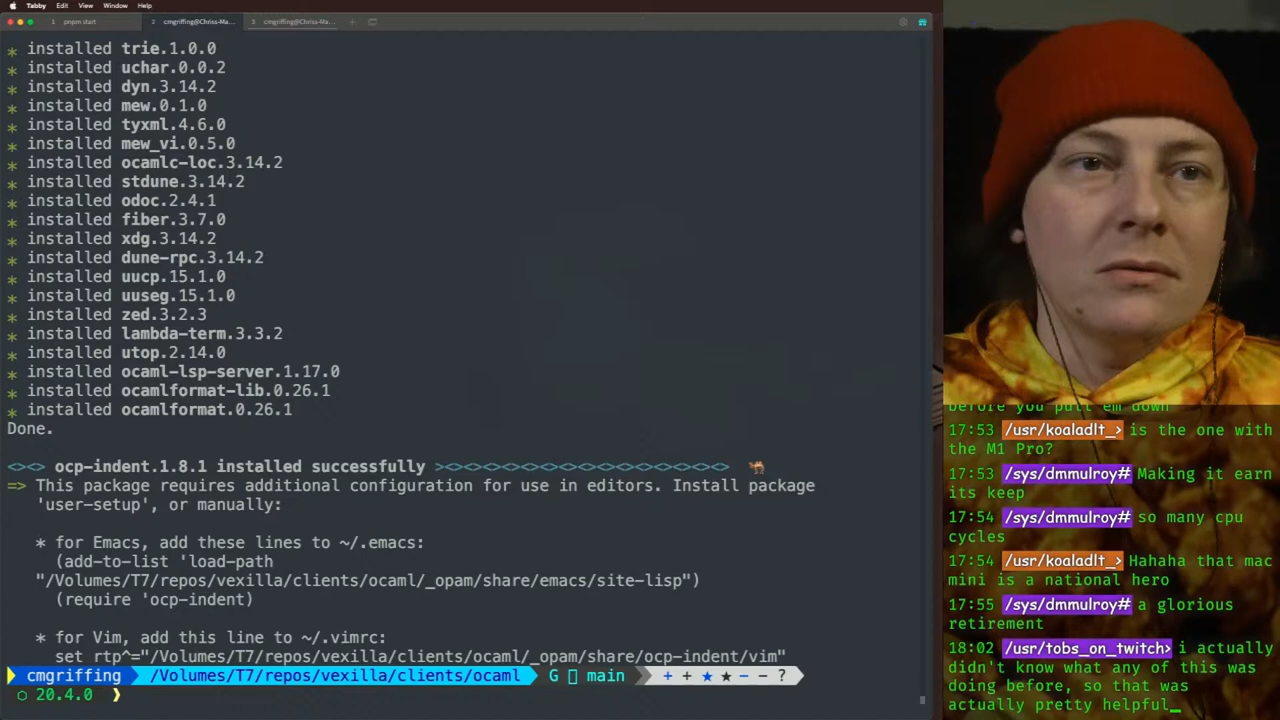 Tabby Edit View Window Help
1 pnpm start 2 cmgriffing@Chriss-Ma... 3 cmgriffing@Chriss-Ma... +
* installed trie.1.0.0
* installed uchar.0.0.2
* installed dyn.3.14.2
* installed mew.0.1.0
* installed tyxml.4.6.0
* installed mew_vi.0.5.0
* installed ocamlc-loc.3.14.2
* installed stdune.3.14.2
* installed odoc.2.4.1
* installed fiber.3.7.0
* installed xdg.3.14.2
* installed dune-rpc.3.14.2
* installed uucp.15.1.0
* installed uuseg.15.1.0
* installed zed.3.2.3
* installed lambda-term.3.3.2
* installed utop.2.14.0
* installed ocaml-lsp-server.1.17.0
* installed ocamlformat-lib.0.26.1
* installed ocamlformat.0.26.1
Done.
<><> ocp-indent.1.8.1 installed successfully ><><><><><><><><><><><><><><><><> 🐫
=> This package requires additional configuration for use in editors. Install package
'user-setup', or manually:
* for Emacs, add these lines to ~/.emacs:
(add-to-list 'load-path
"/Volumes/T7/repos/vexilla/clients/ocaml/_opam/share/emacs/site-lisp")
(require 'ocp-indent)
* for Vim, add this line to ~/.vimrc:
set rtp^="/Volumes/T7/repos/vexilla/clients/ocaml/_opam/share/ocp-indent/vim"
cmgriffing /Volumes/T7/repos/vexilla/clients/ocaml G main + + ★ ★ — — ?
20.4.0 ❯
before you pull em down
17:53 /usr/koaladlt_> is the one with
the M1 Pro?
17:53 /sys/dmmulroy# Making it earn
its keep
17:54 /sys/dmmulroy# so many cpu
cycles
17:54 /usr/koaladlt_> Hahaha that mac
mini is a national hero
17:55 /sys/dmmulroy# a glorious
retirement
18:02 /usr/tobs_on_twitch> i actually
didn't know what any of this was
doing before, so that was
actually pretty helpful_